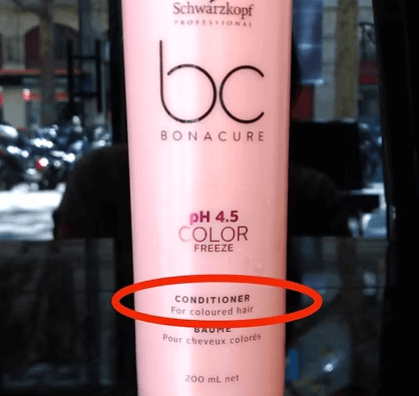 Schwarzkopf
PROFESSIONAL
bc
BONACURE
pH 4.5
COLOR
FREEZE
CONDITIONER
For coloured hair
BAUME
Pour cheveux colorés
200 mL net